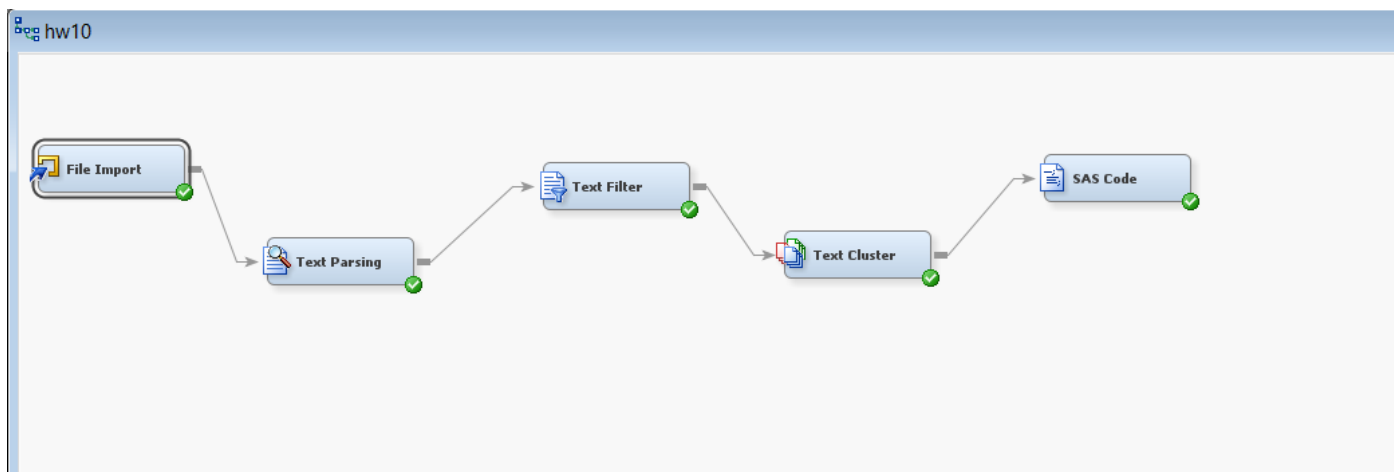 hw10
File Import
Text Parsing
Text Filter
Text Cluster
SAS Code